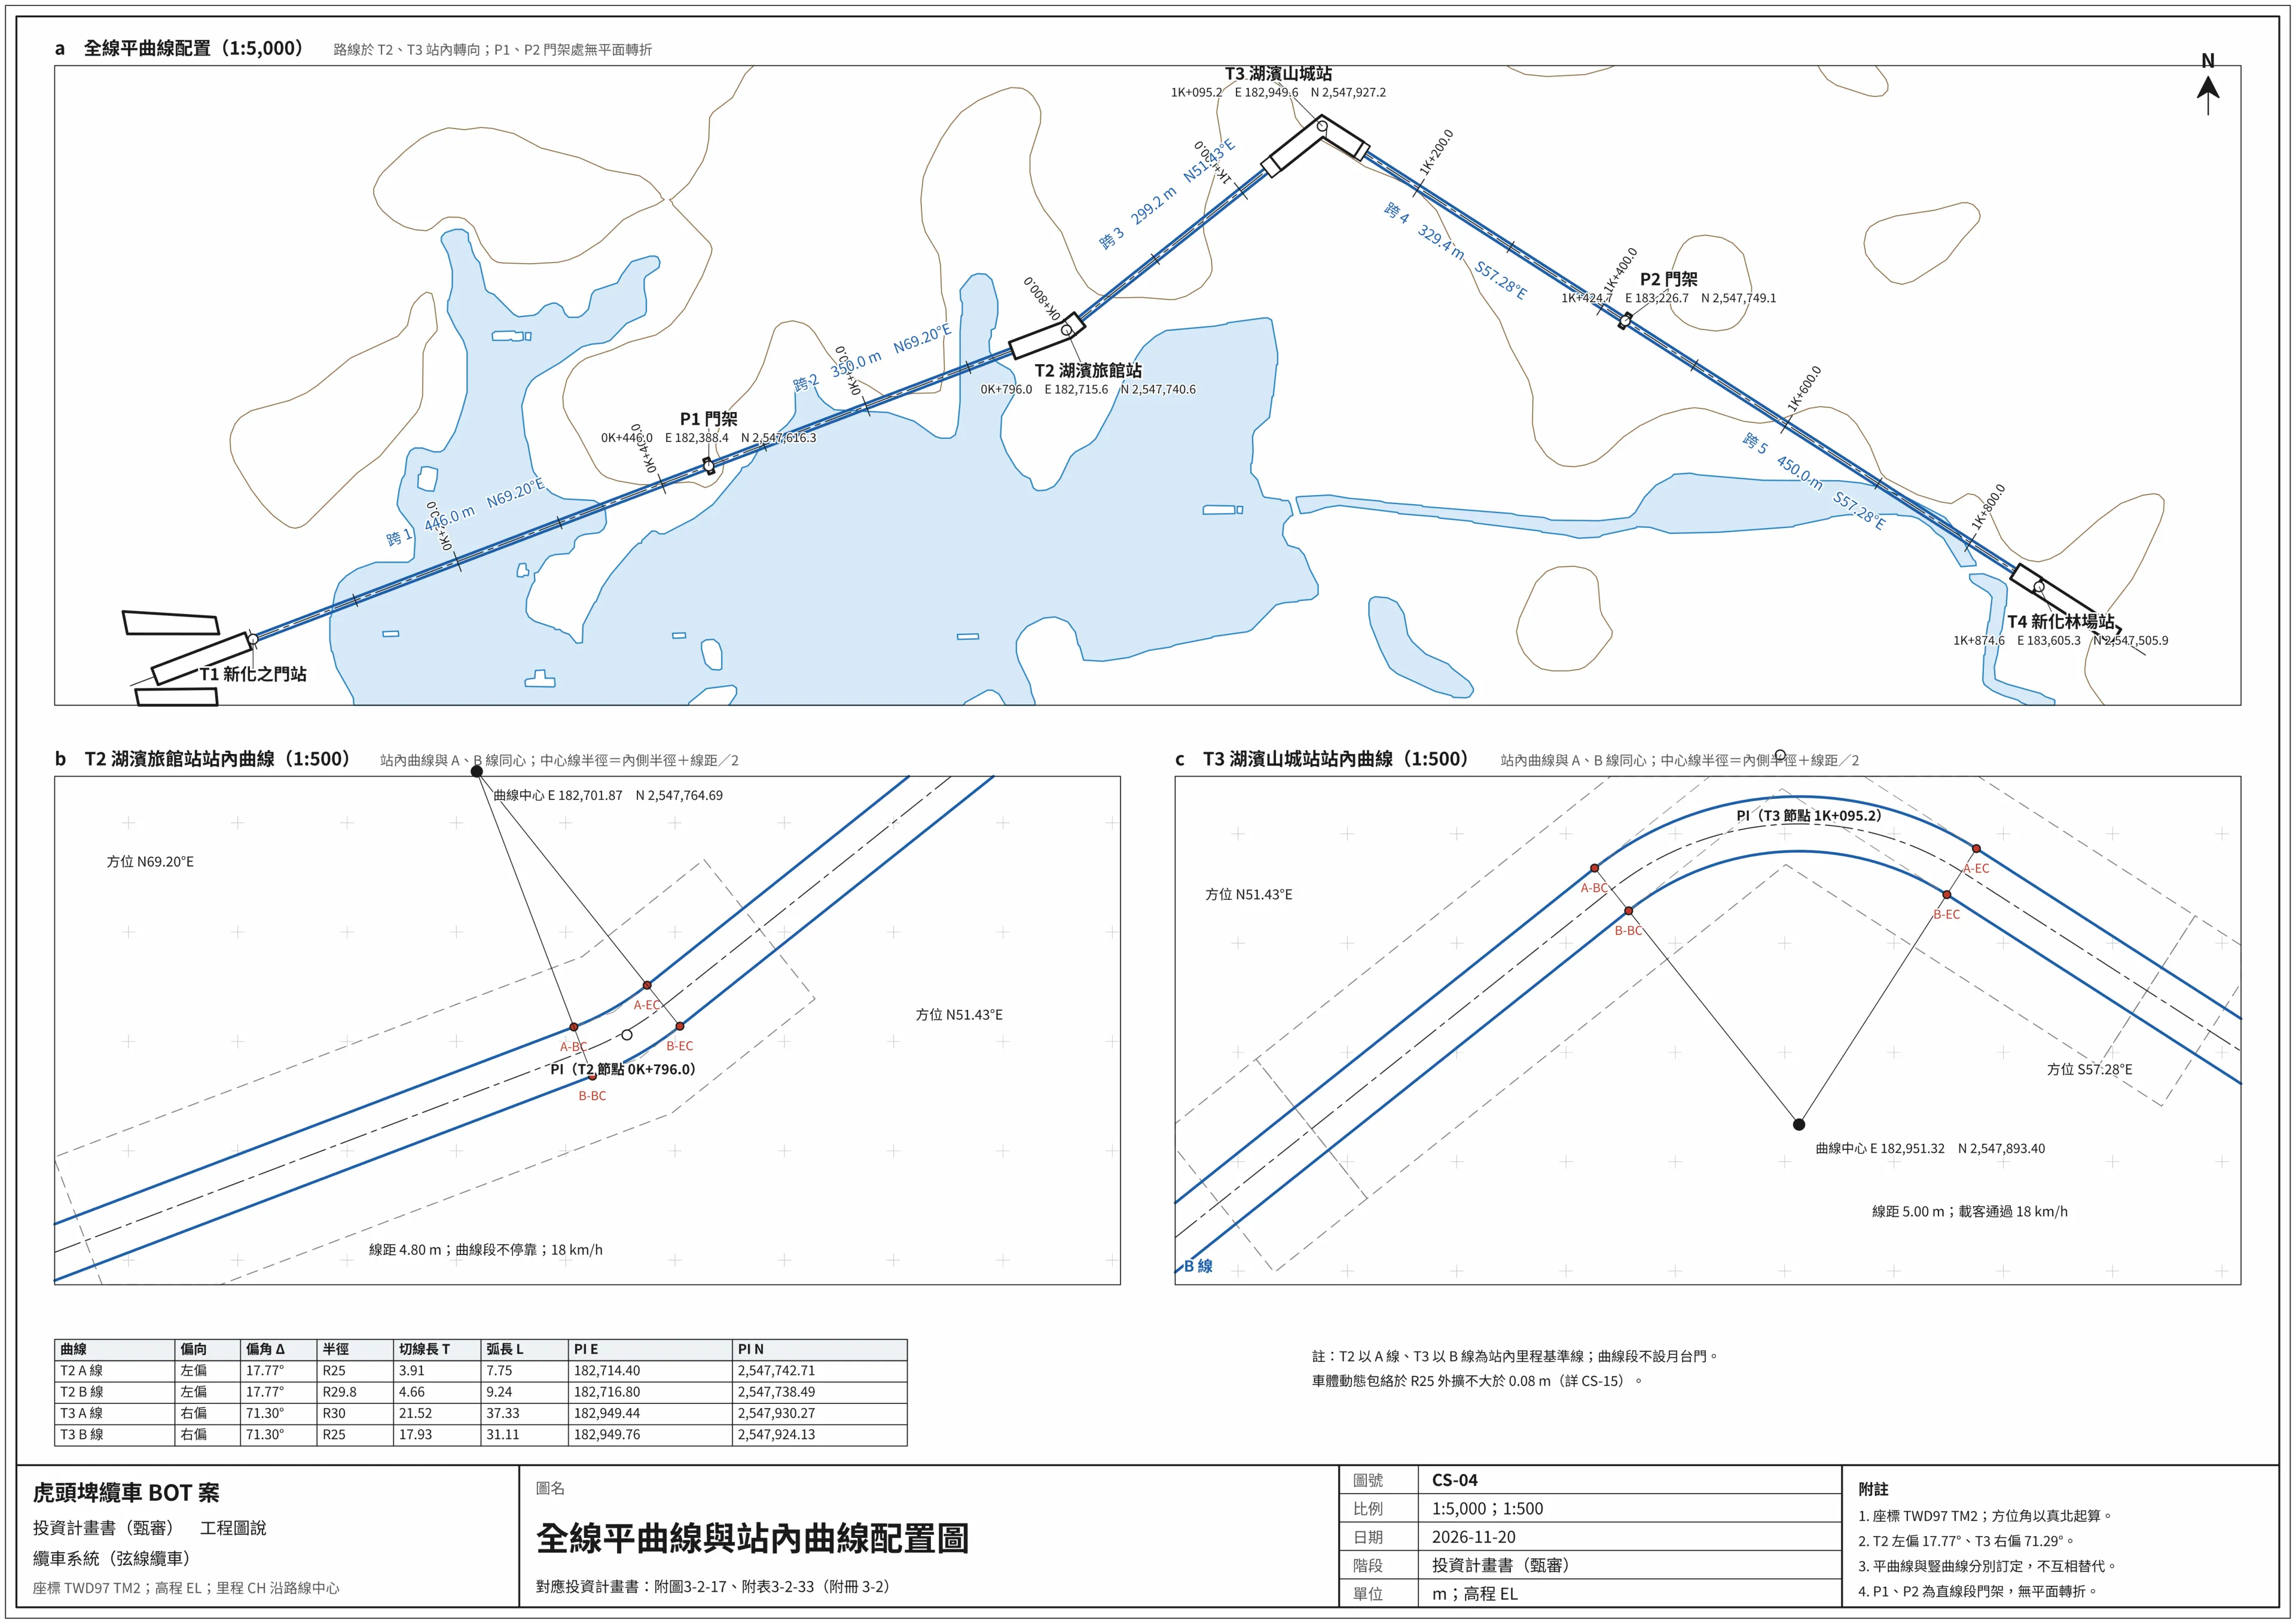 a 全線平曲線配置（1:5,000） 路線於 T2、T3 站內轉向；P1、P2 門架處無平面轉折
N
T3 湖濱山城站
1K+095.2 E 182,949.6 N 2,547,927.2
1K+200.0
跨 3 299.2 m N51.43°E
跨 4 329.4 m S57.28°E
1K+400.0
P2 門架
1K+424.7 E 183,226.7 N 2,547,749.1
0K+800.0
跨 2 350.0 m N69.20°E
T2 湖濱旅館站
0K+796.0 E 182,715.6 N 2,547,740.6
1K+600.0
P1 門架
0K+446.0 E 182,388.4 N 2,547,616.3
跨 5 450.0 m S57.28°E
跨 1 446.0 m N69.20°E
1K+800.0
T4 新化林場站
1K+874.6 E 183,605.3 N 2,547,505.9
T1 新化之門站
b T2 湖濱旅館站站內曲線（1:500） 站內曲線與 A、B 線同心；中心線半徑＝內側半徑＋線距／2
曲線中心 E 182,701.87 N 2,547,764.69
方位 N69.20°E
方位 N51.43°E
A-EC
A-BC
B-EC
PI（T2 節點 0K+796.0）
B-BC
線距 4.80 m；曲線段不停靠；18 km/h
c T3 湖濱山城站站內曲線（1:500） 站內曲線與 A、B 線同心；中心線半徑＝內側半徑＋線距／2
PI（T3 節點 1K+095.2）
A-EC
A-BC
方位 N51.43°E
B-EC
B-BC
方位 S57.28°E
曲線中心 E 182,951.32 N 2,547,893.40
線距 5.00 m；載客通過 18 km/h
B 線
曲線 偏向 偏角 Δ 半徑 切線長 T 弧長 L PI E PI N
T2 A 線 左偏 17.77° R25 3.91 7.75 182,714.40 2,547,742.71
T2 B 線 左偏 17.77° R29.8 4.66 9.24 182,716.80 2,547,738.49
T3 A 線 右偏 71.30° R30 21.52 37.33 182,949.44 2,547,930.27
T3 B 線 右偏 71.30° R25 17.93 31.11 182,949.76 2,547,924.13
註：T2 以 A 線、T3 以 B 線為站內里程基準線；曲線段不設月台門。
車體動態包絡於 R25 外擴不大於 0.08 m（詳 CS-15）。
虎頭埤纜車 BOT 案
投資計畫書（甄審） 工程圖說
纜車系統（弦線纜車）
座標 TWD97 TM2；高程 EL；里程 CH 沿路線中心
圖名
全線平曲線與站內曲線配置圖
對應投資計畫書：附圖3-2-17、附表3-2-33（附冊 3-2）
圖號 CS-04
比例 1:5,000；1:500
日期 2026-11-20
階段 投資計畫書（甄審）
單位 m；高程 EL
附註
1. 座標 TWD97 TM2；方位角以真北起算。
2. T2 左偏 17.77°、T3 右偏 71.29°。
3. 平曲線與豎曲線分別訂定，不互相替代。
4. P1、P2 為直線段門架，無平面轉折。